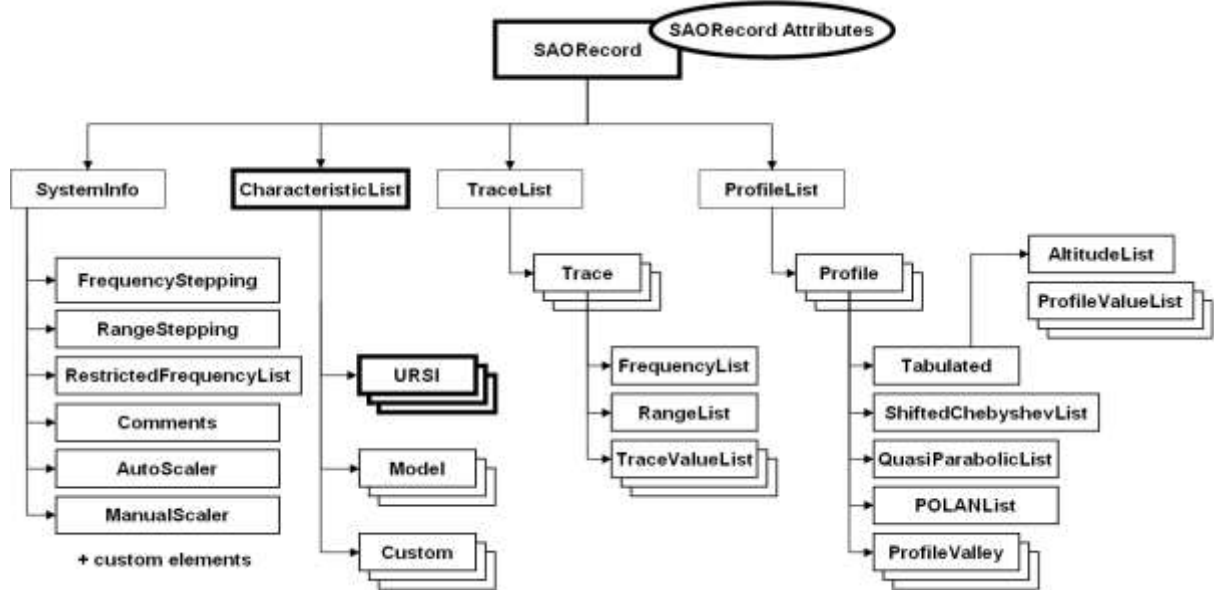 SAORecord Attributes
SAORecord
SystemInfo
CharacteristicList
TraceList
ProfileList
FrequencyStepping
RangeStepping
RestrictedFrequencyList
Comments
AutoScaler
ManualScaler
+ custom elements
URSI
Model
Custom
Trace
FrequencyList
RangeList
TraceValueList
Profile
AltitudeList
ProfileValueList
Tabulated
ShiftedChebyshevList
QuasiParabolicList
POLANList
ProfileValley